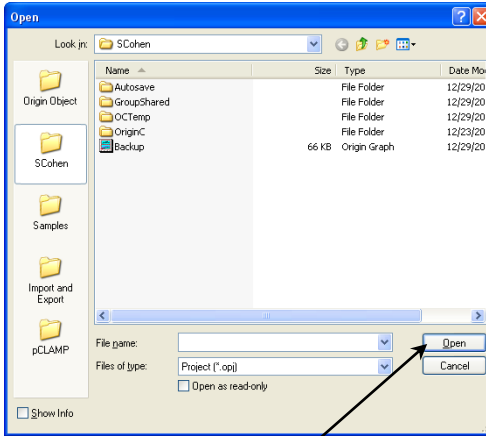 Open
Look in: SCohen
Name Size Type Date Mo
Autosave File Folder 12/29/20
GroupShared File Folder 12/29/20
OCTemp File Folder 12/29/20
OriginC File Folder 12/23/20
Backup 66 KB Origin Graph 12/29/20
Origin Object
SCohen
Samples
Import and
Export
pCLAMP
File name: Open
Files of type: Project (*.opj) Cancel
Open as read-only
Show Info